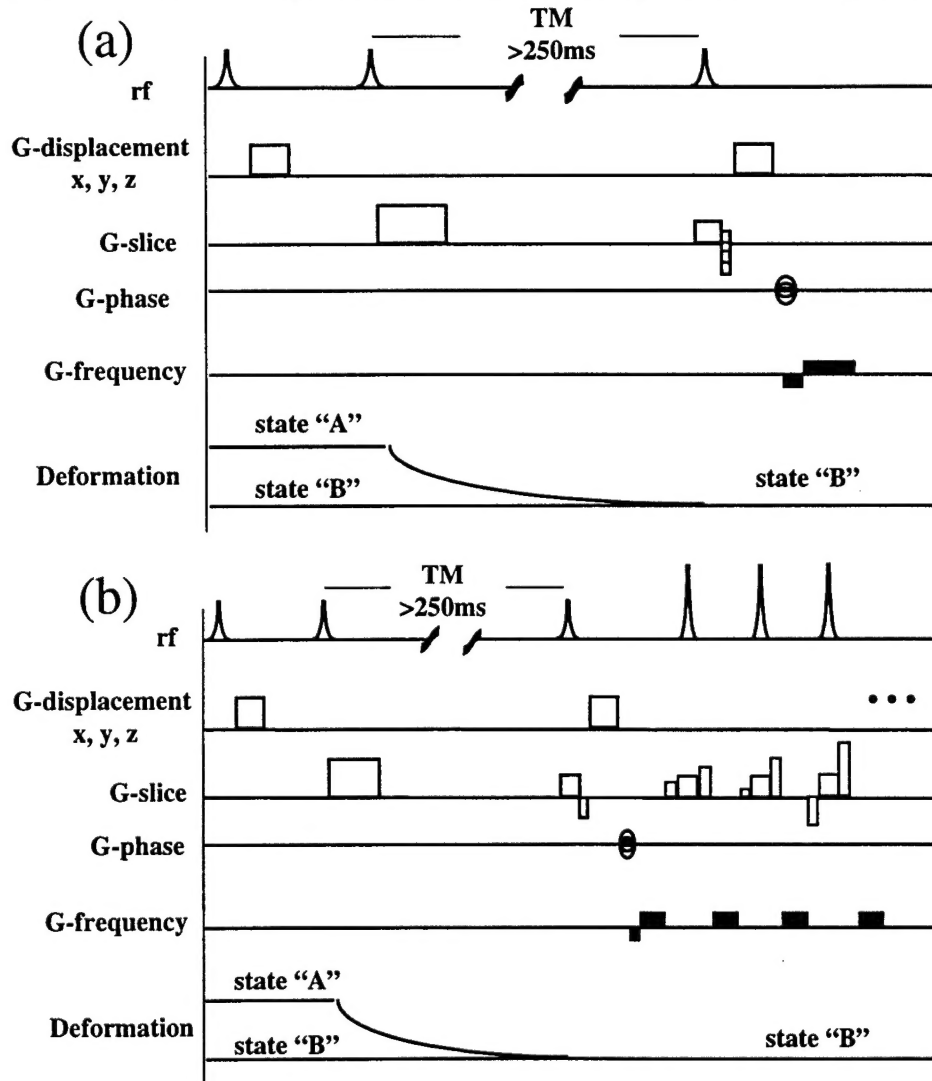 (a)
TM
>250ms
rf
G-displacement
x, y, z
G-slice
G-phase
G-frequency
state “A”
Deformation
state “B”
state “B”
(b)
TM
>250ms
rf
G-displacement
x, y, z
G-slice
G-phase
G-frequency
state “A”
Deformation
state “B”
state “B”